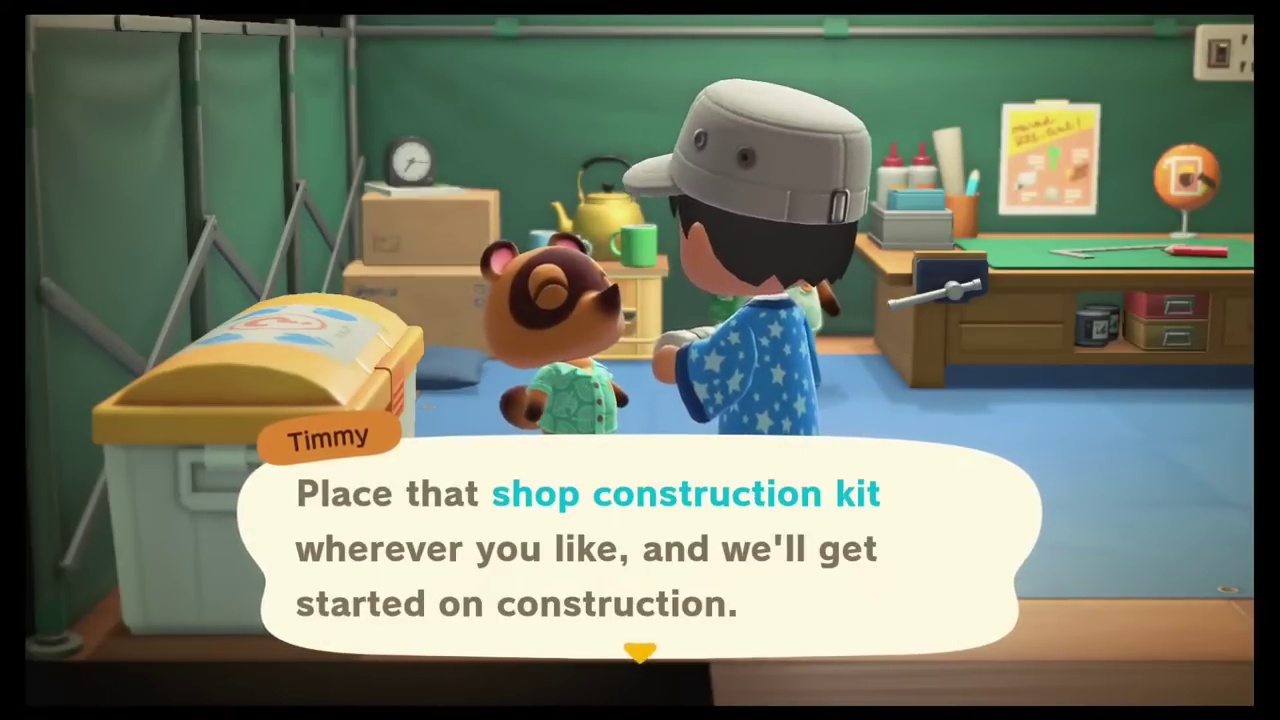 Timmy
Place that shop construction kit
wherever you like, and we'll get
started on construction.